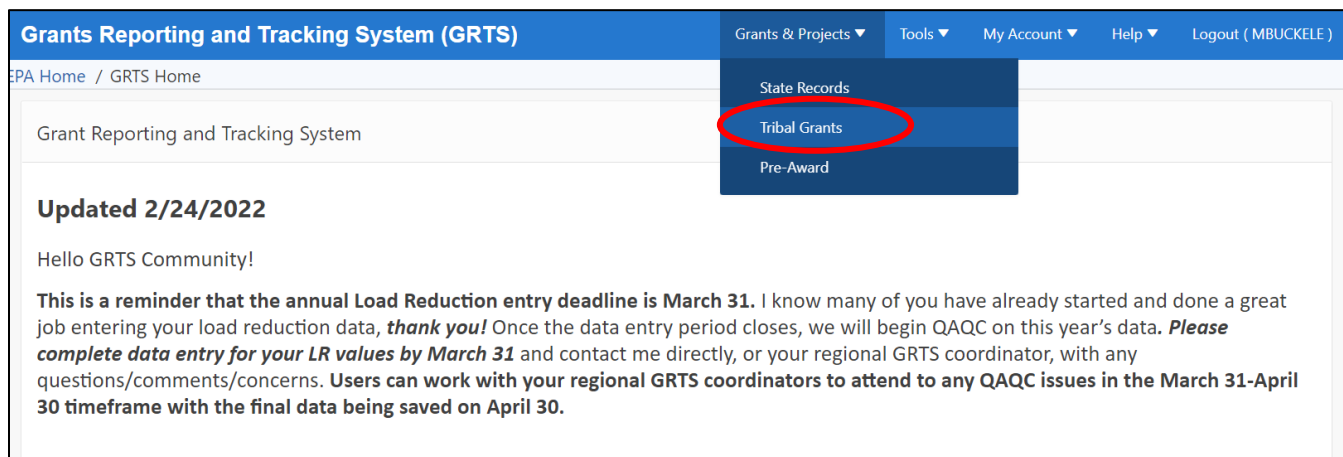 Grants Reporting and Tracking System (GRTS) Grants & Projects ▼ Tools ▼ My Account ▼ Help ▼ Logout ( MBUCKELE )
EPA Home / GRTS Home
State Records
Grant Reporting and Tracking System
Tribal Grants
Pre-Award
Updated 2/24/2022
Hello GRTS Community!
This is a reminder that the annual Load Reduction entry deadline is March 31. I know many of you have already started and done a great
job entering your load reduction data, thank you! Once the data entry period closes, we will begin QAQC on this year’s data. Please
complete data entry for your LR values by March 31 and contact me directly, or your regional GRTS coordinator, with any
questions/comments/concerns. Users can work with your regional GRTS coordinators to attend to any QAQC issues in the March 31-April
30 timeframe with the final data being saved on April 30.